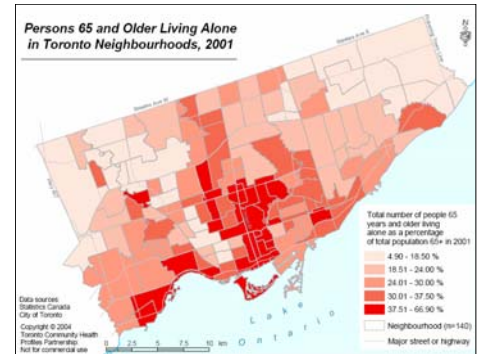 Persons 65 and Older Living Alone
in Toronto Neighbourhoods, 2001
Steeles Ave W
Steeles Ave E
Total number of people 65
years and older living
alone as a percentage
of total population 65+ in 2001
4.90 - 18.50 %
18.51 - 24.00 %
24.01 - 30.00 %
30.01 - 37.50 %
37.51 - 66.90 %
Neighbourhood (n=140)
Major street or highway
Data sources
Statistics Canada
City of Toronto
Copyright © 2004
Toronto Community Health
Profiles Partnership
Not for commercial use
0 2.5 5 10 km
Lake
Ontario